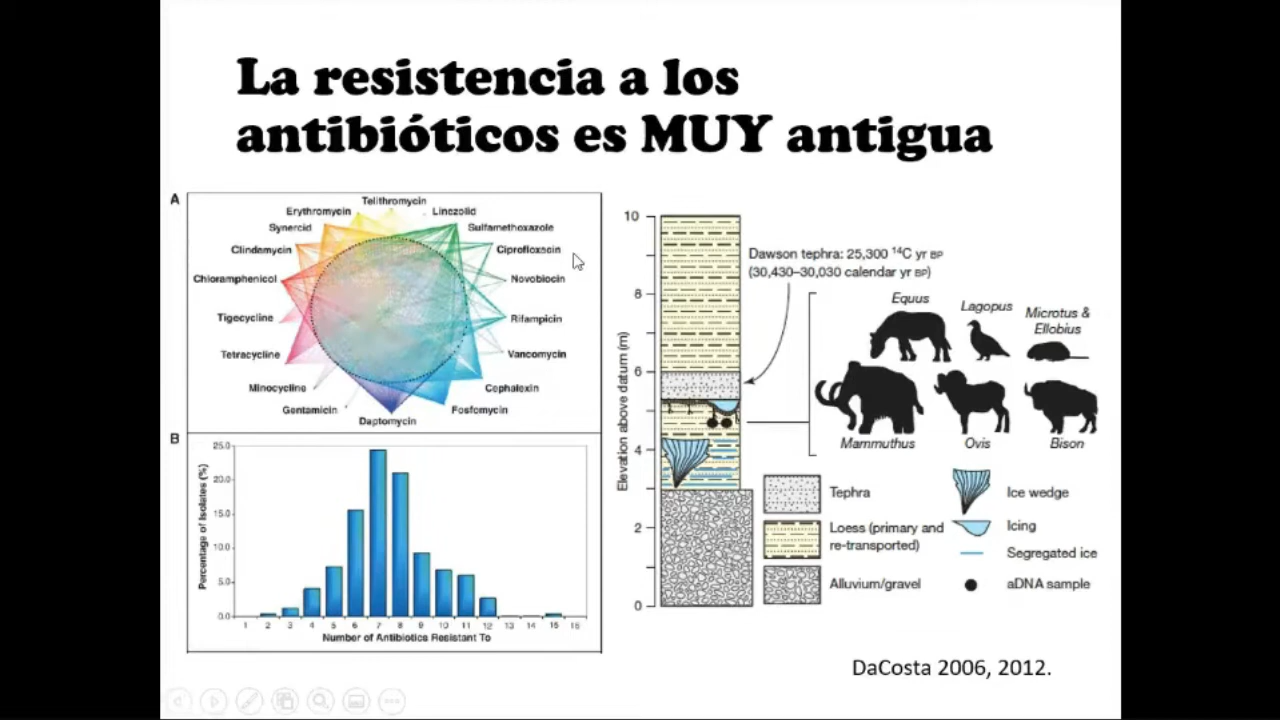 La resistencia a los
antibióticos es MUY antigua
A
Telithromycin
Erythromycin
Linezolid
Synercid
Sulfamethoxazole
Clindamycin
Ciprofloxacin
Chloramphenicol
Novobiocin
Tigecycline
Rifampicin
Tetracycline
Vancomycin
Minocycline
Cephalexin
Gentamicin
Fosfomycin
Daptomycin
B
Percentage of Isolates (%)
25.0
20.0
15.0
10.0
5.0
0.0
1 2 3 4 5 6 7 8 9 10 11 12 13 14 15 15
Number of Antibiotics Resistant To
Elevation above datum (m)
10
8
6
4
2
0
Dawson tephra: 25,300 ¹⁴C yr BP
(30,430–30,030 calendar yr BP)
Equus
Lagopus
Microtus &
Ellobius
Mammuthus
Ovis
Bison
Tephra
Loess (primary and
re-transported)
Alluvium/gravel
Ice wedge
Icing
Segregated ice
aDNA sample
DaCosta 2006, 2012.